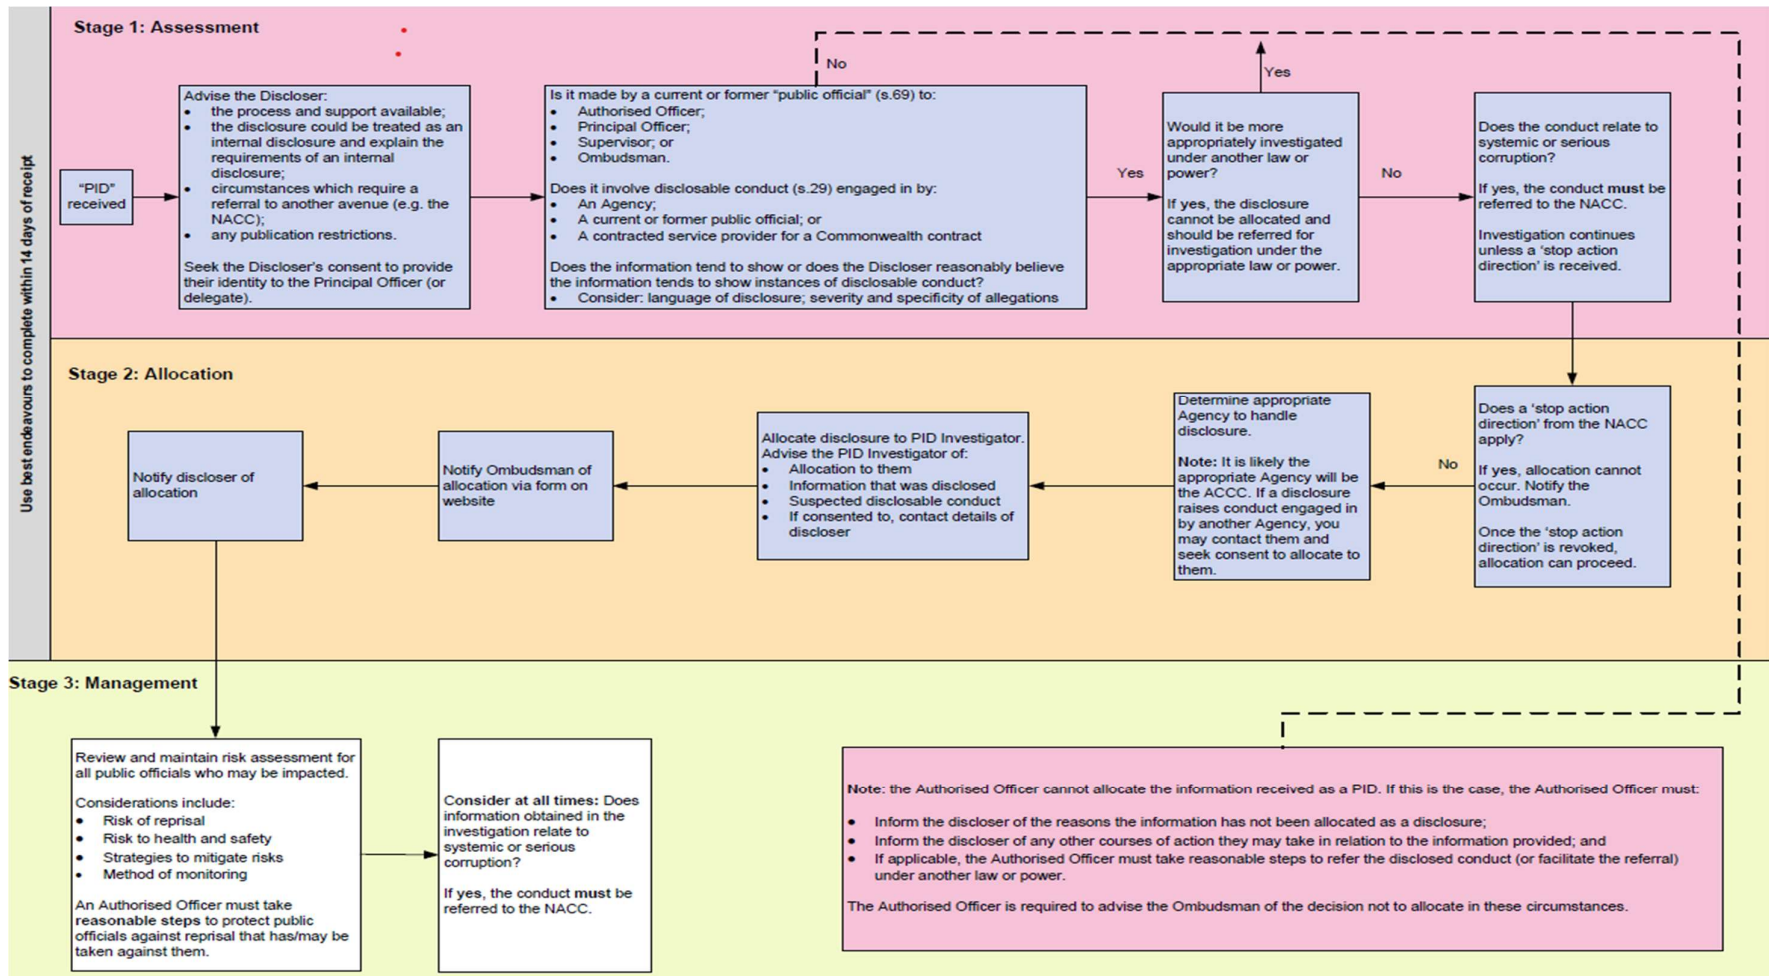 Use best endeavours to complete within 14 days of receipt
Stage 1: Assessment
"PID"
received
Advise the Discloser:
• the process and support available;
• the disclosure could be treated as an
internal disclosure and explain the
requirements of an internal
disclosure;
• circumstances which require a
referral to another avenue (e.g. the
NACC);
• any publication restrictions.
Seek the Discloser's consent to provide
their identity to the Principal Officer (or
delegate).
No
Is it made by a current or former "public official" (s.69) to:
• Authorised Officer;
• Principal Officer;
• Supervisor; or
• Ombudsman.
Does it involve disclosable conduct (s.29) engaged in by:
• An Agency;
• A current or former public official; or
• A contracted service provider for a Commonwealth contract
Does the information tend to show or does the Discloser reasonably believe
the information tends to show instances of disclosable conduct?
• Consider: language of disclosure; severity and specificity of allegations
Yes
Yes
Would it be more
appropriately investigated
under another law or
power?
If yes, the disclosure
cannot be allocated and
should be referred for
investigation under the
appropriate law or power.
No
Does the conduct relate to
systemic or serious
corruption?
If yes, the conduct must be
referred to the NACC.
Investigation continues
unless a 'stop action
direction' is received.
Stage 2: Allocation
Does a 'stop action
direction' from the NACC
apply?
If yes, allocation cannot
occur. Notify the
Ombudsman.
Once the 'stop action
direction' is revoked,
allocation can proceed.
No
Determine appropriate
Agency to handle
disclosure.
Note: It is likely the
appropriate Agency will be
the ACCC. If a disclosure
raises conduct engaged in
by another Agency, you
may contact them and
seek consent to allocate to
them.
Allocate disclosure to PID Investigator.
Advise the PID Investigator of:
• Allocation to them
• Information that was disclosed
• Suspected disclosable conduct
• If consented to, contact details of
discloser
Notify Ombudsman of
allocation via form on
website
Notify discloser of
allocation
Stage 3: Management
Review and maintain risk assessment for
all public officials who may be impacted.
Considerations include:
• Risk of reprisal
• Risk to health and safety
• Strategies to mitigate risks
• Method of monitoring
An Authorised Officer must take
reasonable steps to protect public
officials against reprisal that has/may be
taken against them.
Consider at all times: Does
information obtained in the
investigation relate to
systemic or serious
corruption?
If yes, the conduct must be
referred to the NACC.
Note: the Authorised Officer cannot allocate the information received as a PID. If this is the case, the Authorised Officer must:
• Inform the discloser of the reasons the information has not been allocated as a disclosure;
• Inform the discloser of any other courses of action they may take in relation to the information provided; and
• If applicable, the Authorised Officer must take reasonable steps to refer the disclosed conduct (or facilitate the referral)
under another law or power.
The Authorised Officer is required to advise the Ombudsman of the decision not to allocate in these circumstances.